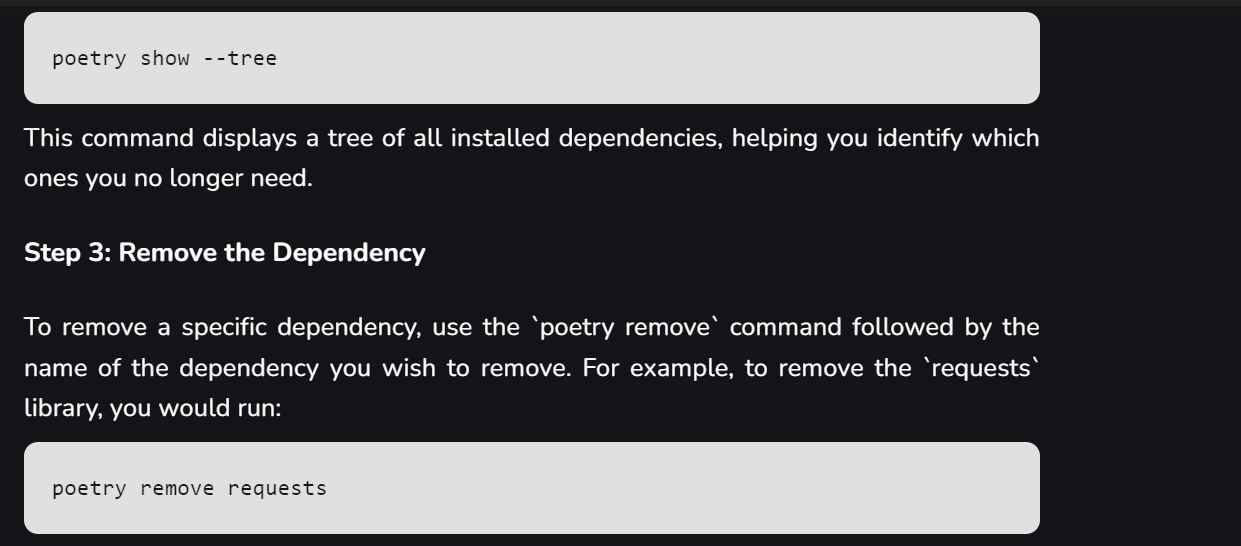 poetry show --tree
This command displays a tree of all installed dependencies, helping you identify which
ones you no longer need.
Step 3: Remove the Dependency
To remove a specific dependency, use the `poetry remove` command followed by the
name of the dependency you wish to remove. For example, to remove the `requests`
library, you would run:
poetry remove requests